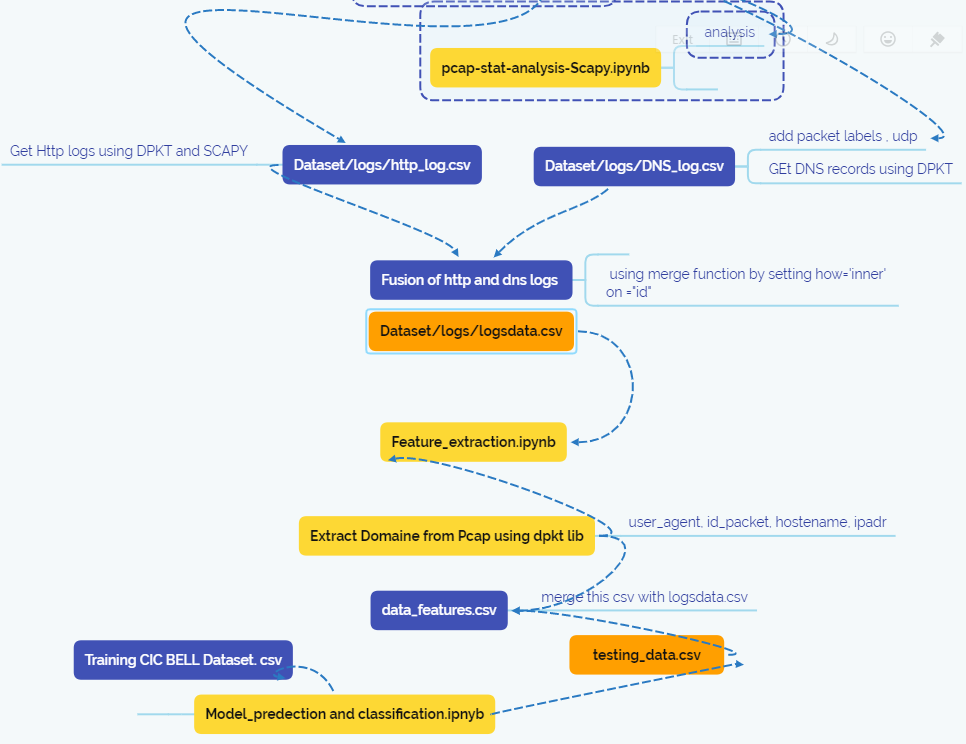 analysis
Exit
pcap-stat-analysis-Scapy.ipynb
add packet labels , udp
Get Http logs using DPKT and SCAPY
Dataset/logs/http_log.csv
Dataset/logs/DNS_log.csv
GEt DNS records using DPKT
Fusion of http and dns logs
using merge function by setting how='inner'
on ="id"
Dataset/logs/logsdata.csv
Feature_extraction.ipynb
Extract Domaine from Pcap using dpkt lib
user_agent, id_packet, hostename, ipadr
data_features.csv
merge this csv with logsdata.csv
testing_data.csv
Training CIC BELL Dataset. csv
Model_predection and classification.ipnyb